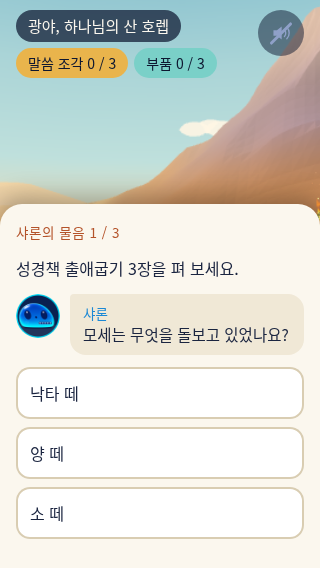 광야, 하나님의 산 호렙
말씀 조각 0 / 3
부품 0 / 3
샤론의 물음 1 / 3
성경책 출애굽기 3장을 펴 보세요.
샤론
모세는 무엇을 돌보고 있었나요?
낙타 떼
양 떼
소 떼